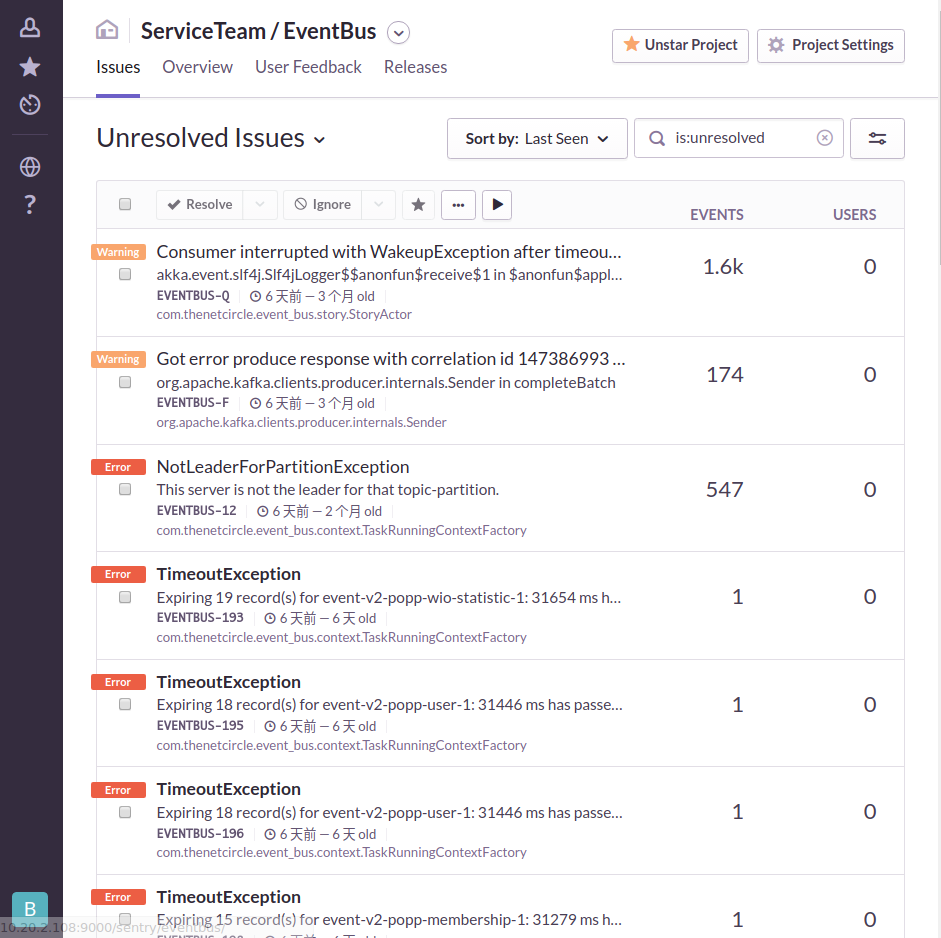 ServiceTeam / EventBus
Unstar Project
Project Settings
Issues Overview User Feedback Releases
Unresolved Issues
Sort by: Last Seen
is:unresolved
Resolve
Ignore
EVENTS
USERS
Warning
Consumer interrupted with WakeupException after timeou...
akka.event.slf4j.Slf4jLogger$$anonfun$receive$1 in $anonfun$appl...
EVENTBUS-Q 6 天前 — 3 个月 old
com.thenetcircle.event_bus.story.StoryActor
1.6k
0
Warning
Got error produce response with correlation id 147386993 ...
org.apache.kafka.clients.producer.internals.Sender in completeBatch
EVENTBUS-F 6 天前 — 3 个月 old
org.apache.kafka.clients.producer.internals.Sender
174
0
Error
NotLeaderForPartitionException
This server is not the leader for that topic-partition.
EVENTBUS-12 6 天前 — 2 个月 old
com.thenetcircle.event_bus.context.TaskRunningContextFactory
547
0
Error
TimeoutException
Expiring 19 record(s) for event-v2-popp-wio-statistic-1: 31654 ms h...
EVENTBUS-193 6 天前 — 6 天 old
com.thenetcircle.event_bus.context.TaskRunningContextFactory
1
0
Error
TimeoutException
Expiring 18 record(s) for event-v2-popp-user-1: 31446 ms has passe...
EVENTBUS-195 6 天前 — 6 天 old
com.thenetcircle.event_bus.context.TaskRunningContextFactory
1
0
Error
TimeoutException
Expiring 18 record(s) for event-v2-popp-user-1: 31446 ms has passe...
EVENTBUS-196 6 天前 — 6 天 old
com.thenetcircle.event_bus.context.TaskRunningContextFactory
1
0
Error
TimeoutException
Expiring 15 record(s) for event-v2-popp-membership-1: 31279 ms h...
1
0
?
B
10.20.2.108:9000/sentry/eventbus/